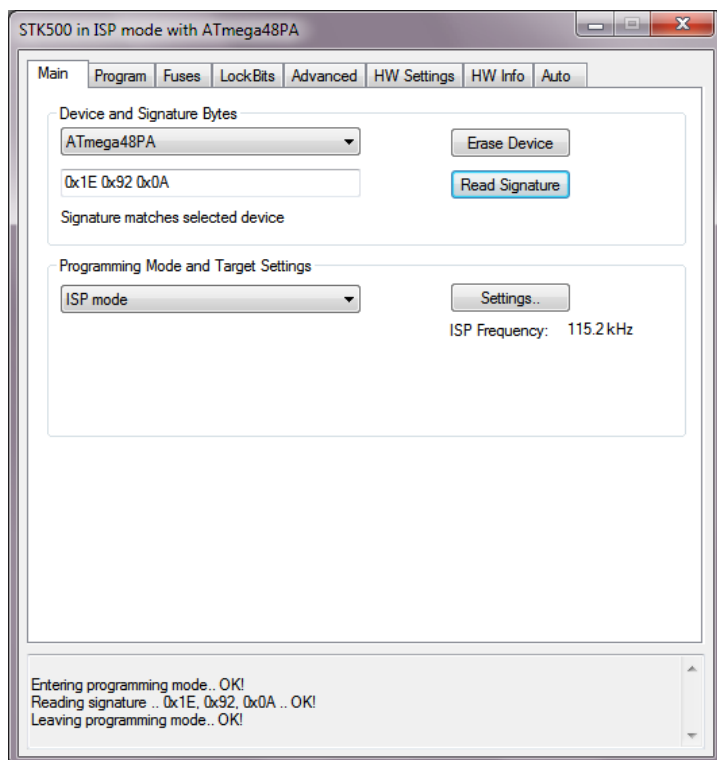 STK500 in ISP mode with ATmega48PA
Main Program Fuses LockBits Advanced HW Settings HW Info Auto
Device and Signature Bytes
ATmega48PA Erase Device
0x1E 0x92 0x0A Read Signature
Signature matches selected device
Programming Mode and Target Settings
ISP mode Settings..
ISP Frequency: 115.2 kHz
Entering programming mode.. OK!
Reading signature .. 0x1E, 0x92, 0x0A .. OK!
Leaving programming mode.. OK!